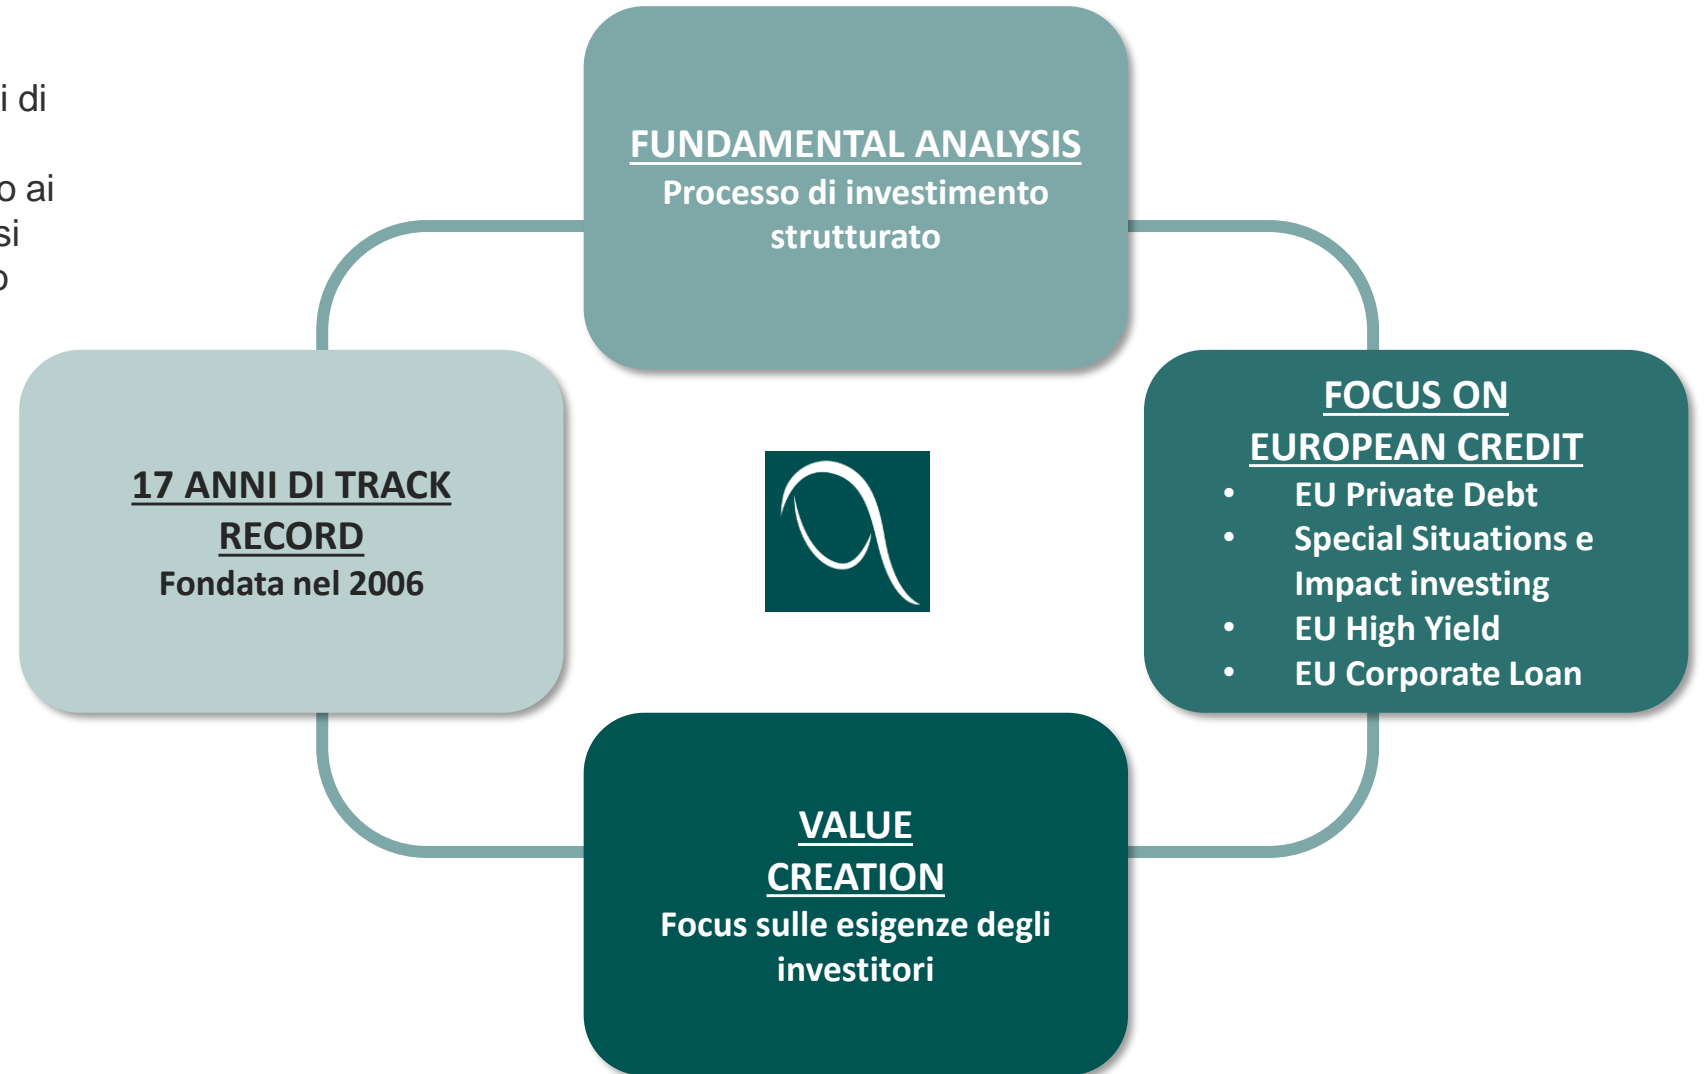 i di
o ai
si
o
FUNDAMENTAL ANALYSIS
Processo di investimento
strutturato
17 ANNI DI TRACK
RECORD
Fondata nel 2006
FOCUS ON
EUROPEAN CREDIT
• EU Private Debt
• Special Situations e
Impact investing
• EU High Yield
• EU Corporate Loan
VALUE
CREATION
Focus sulle esigenze degli
investitori